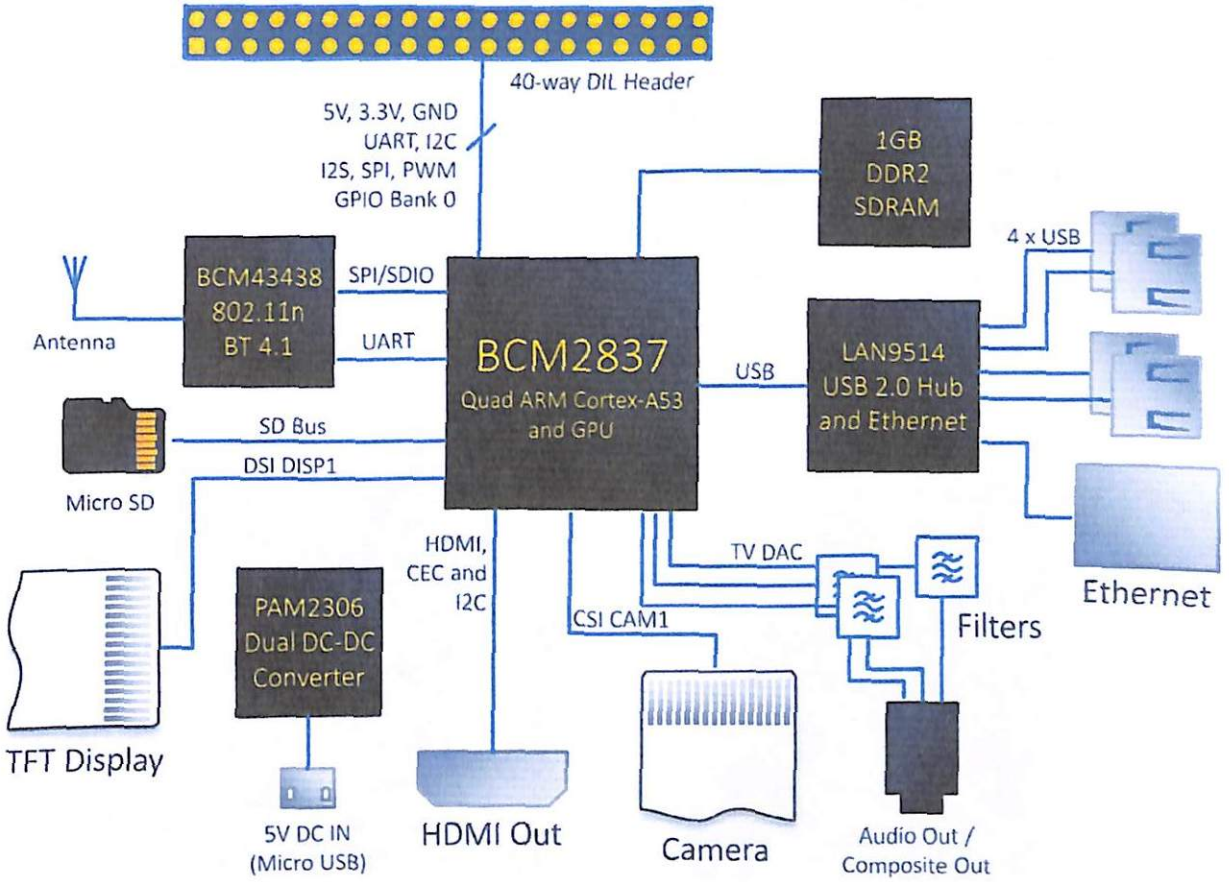 40-way DIL Header
5V, 3.3V, GND
UART, I2C
I2S, SPI, PWM
GPIO Bank 0
1GB
DDR2
SDRAM
4 x USB
BCM43438
802.11n
BT 4.1
SPI/SDIO
UART
Antenna
BCM2837
Quad ARM Cortex-A53
and GPU
USB
LAN9514
USB 2.0 Hub
and Ethernet
SD Bus
DSI DISP1
Micro SD
HDMI,
CEC and
I2C
TV DAC
CSI CAM1
Filters
Ethernet
PAM2306
Dual DC-DC
Converter
TFT Display
5V DC IN
(Micro USB)
HDMI Out
Camera
Audio Out /
Composite Out